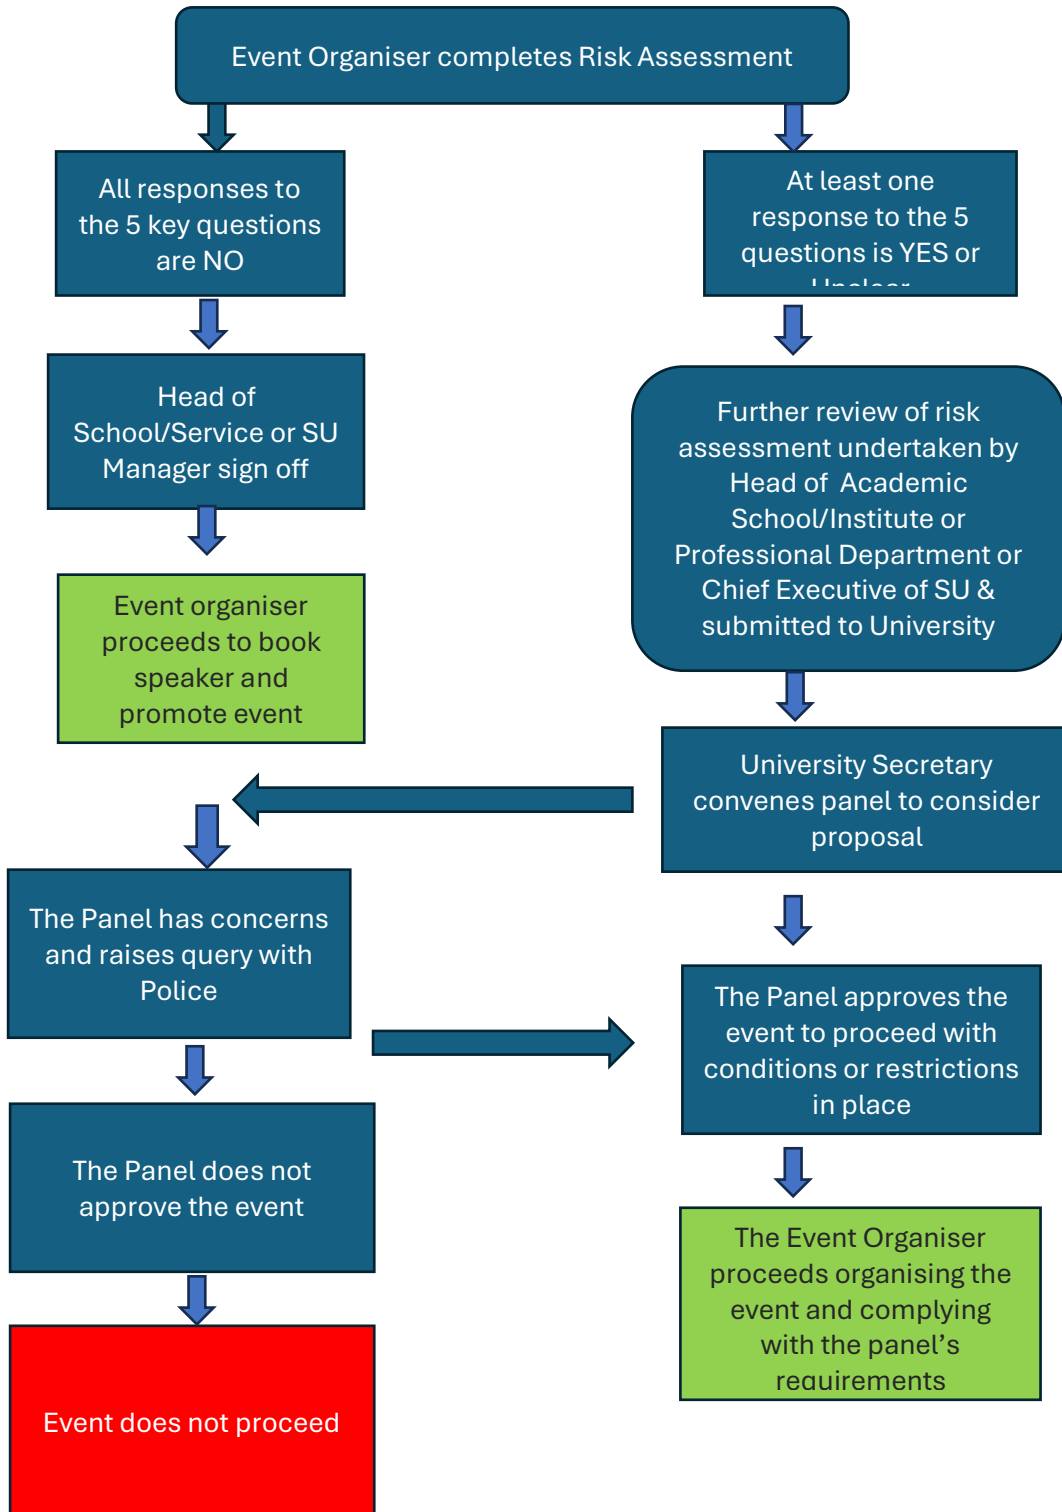 Event Organiser completes Risk Assessment
All responses to
the 5 key questions
are NO
At least one
response to the 5
questions is YES or
Unclear
Head of
School/Service or SU
Manager sign off
Further review of risk
assessment undertaken by
Head of Academic
School/Institute or
Professional Department or
Chief Executive of SU &
submitted to University
Event organiser
proceeds to book
speaker and
promote event
University Secretary
convenes panel to consider
proposal
The Panel has concerns
and raises query with
Police
The Panel approves the
event to proceed with
conditions or restrictions
in place
The Panel does not
approve the event
The Event Organiser
proceeds organising the
event and complying
with the panel's
requirements
Event does not proceed